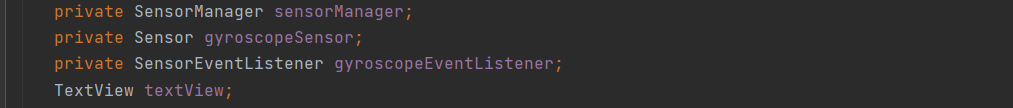 private SensorManager sensorManager;
private Sensor gyroscopeSensor;
private SensorEventListener gyroscopeEventListener;
TextView textView;